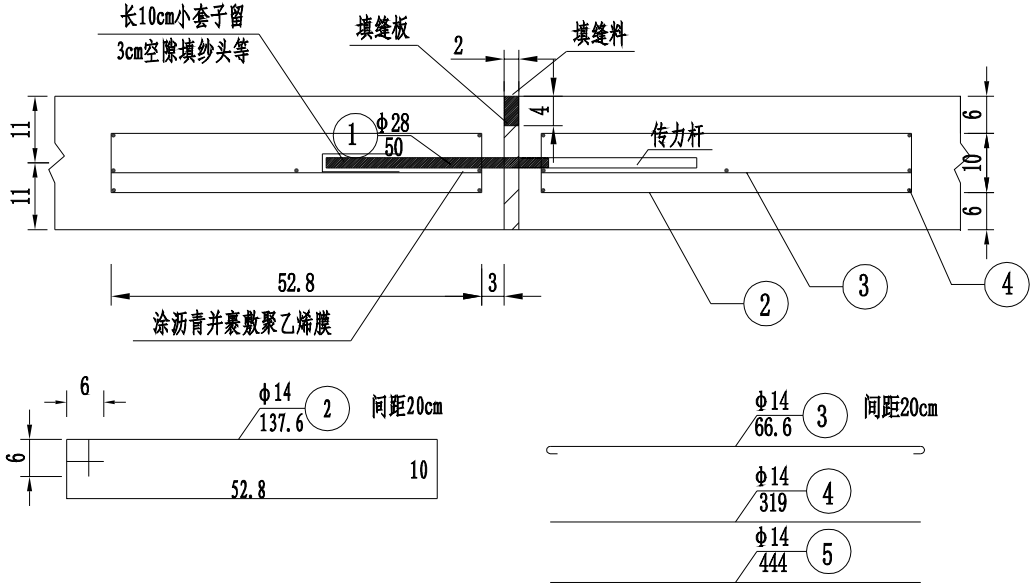 长10cm小套子留
3cm空隙填纱头等
填缝板
2
填缝料
11
11
1
ϕ28
50
4
传力杆
6
10
6
52.8
3
涂沥青并裹敷聚乙烯膜
2
3
4
6
6
ϕ14
137.6
2
间距20cm
10
52.8
ϕ14
66.6
3
间距20cm
ϕ14
319
4
ϕ14
444
5